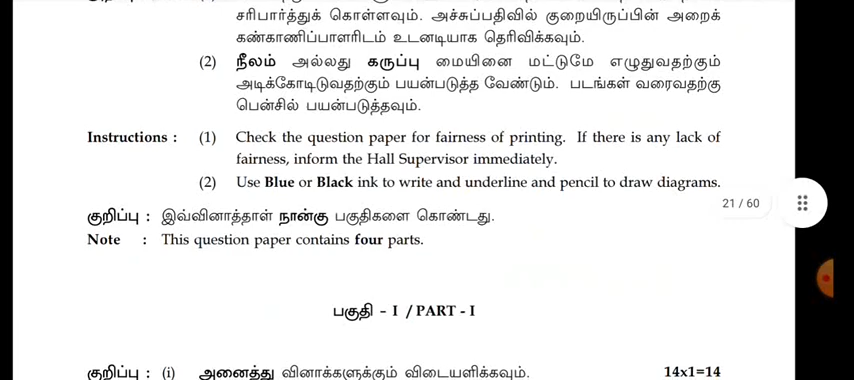 சரிபார்த்துக் கொள்ளவும். அச்சுப்பதிவில் குறையிருப்பின் அறைக்
கண்காணிப்பாளரிடம் உடனடியாக தெரிவிக்கவும்.
(2) நீலம் அல்லது கருப்பு மையினை மட்டுமே எழுதுவதற்கும்
அடிக்கோடிடுவதற்கும் பயன்படுத்த வேண்டும். படங்கள் வரைவதற்கு
பென்சில் பயன்படுத்தவும்.
Instructions : (1) Check the question paper for fairness of printing. If there is any lack of
fairness, inform the Hall Supervisor immediately.
(2) Use Blue or Black ink to write and underline and pencil to draw diagrams.
21 / 60
குறிப்பு : இவ்வினாத்தாள் நான்கு பகுதிகளை கொண்டது.
Note : This question paper contains four parts.
பகுதி - I / PART - I
குறிப்பு : (i) அனைத்து வினாக்களுக்கும் விடையளிக்கவும். 14x1=14